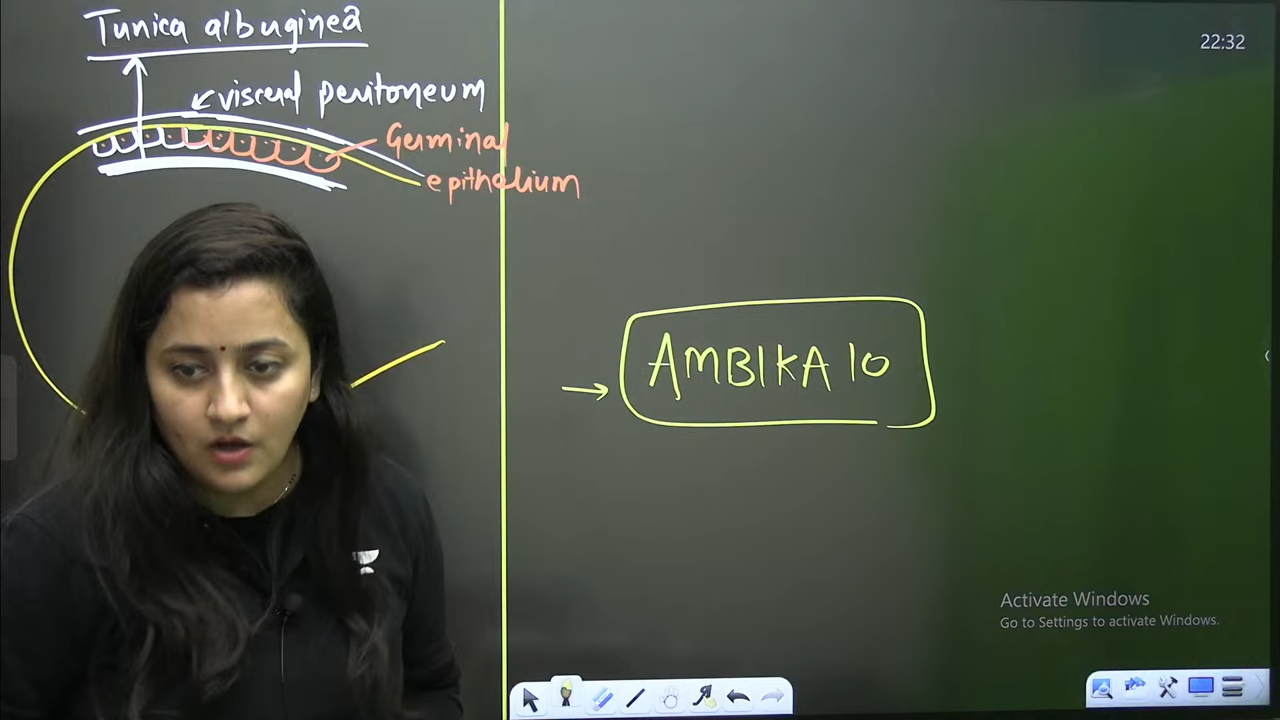 Tunica albuginea
visceral peritoneum
Germinal
epithelium
AMBIKA 10
22:32
Activate Windows
Go to Settings to activate Windows.